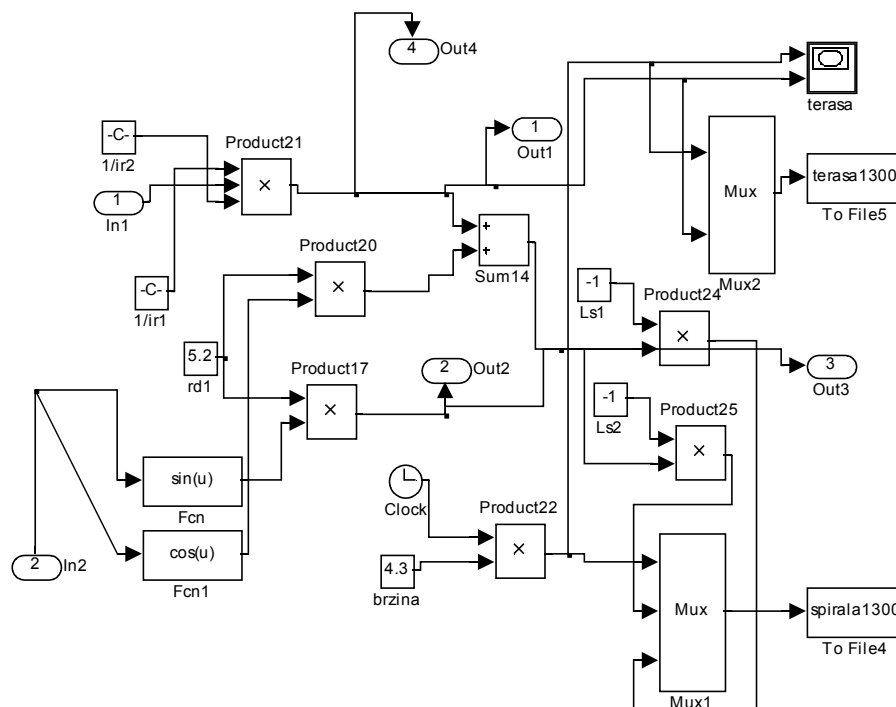 4
Out4
terasa
-C-
1/ir2
Product21
×
1
In1
-C-
1/ir1
1
Out1
Mux
Mux2
terasa1300
To File5
Product20
×
+
+
Sum14
-1
Ls1
Product24
×
5.2
rd1
Product17
×
2
Out2
3
Out3
-1
Ls2
Product25
×
sin(u)
Fcn
cos(u)
Fcn1
2
In2
Clock
Product22
×
4.3
brzina
Mux
Mux1
spirala1300
To File4